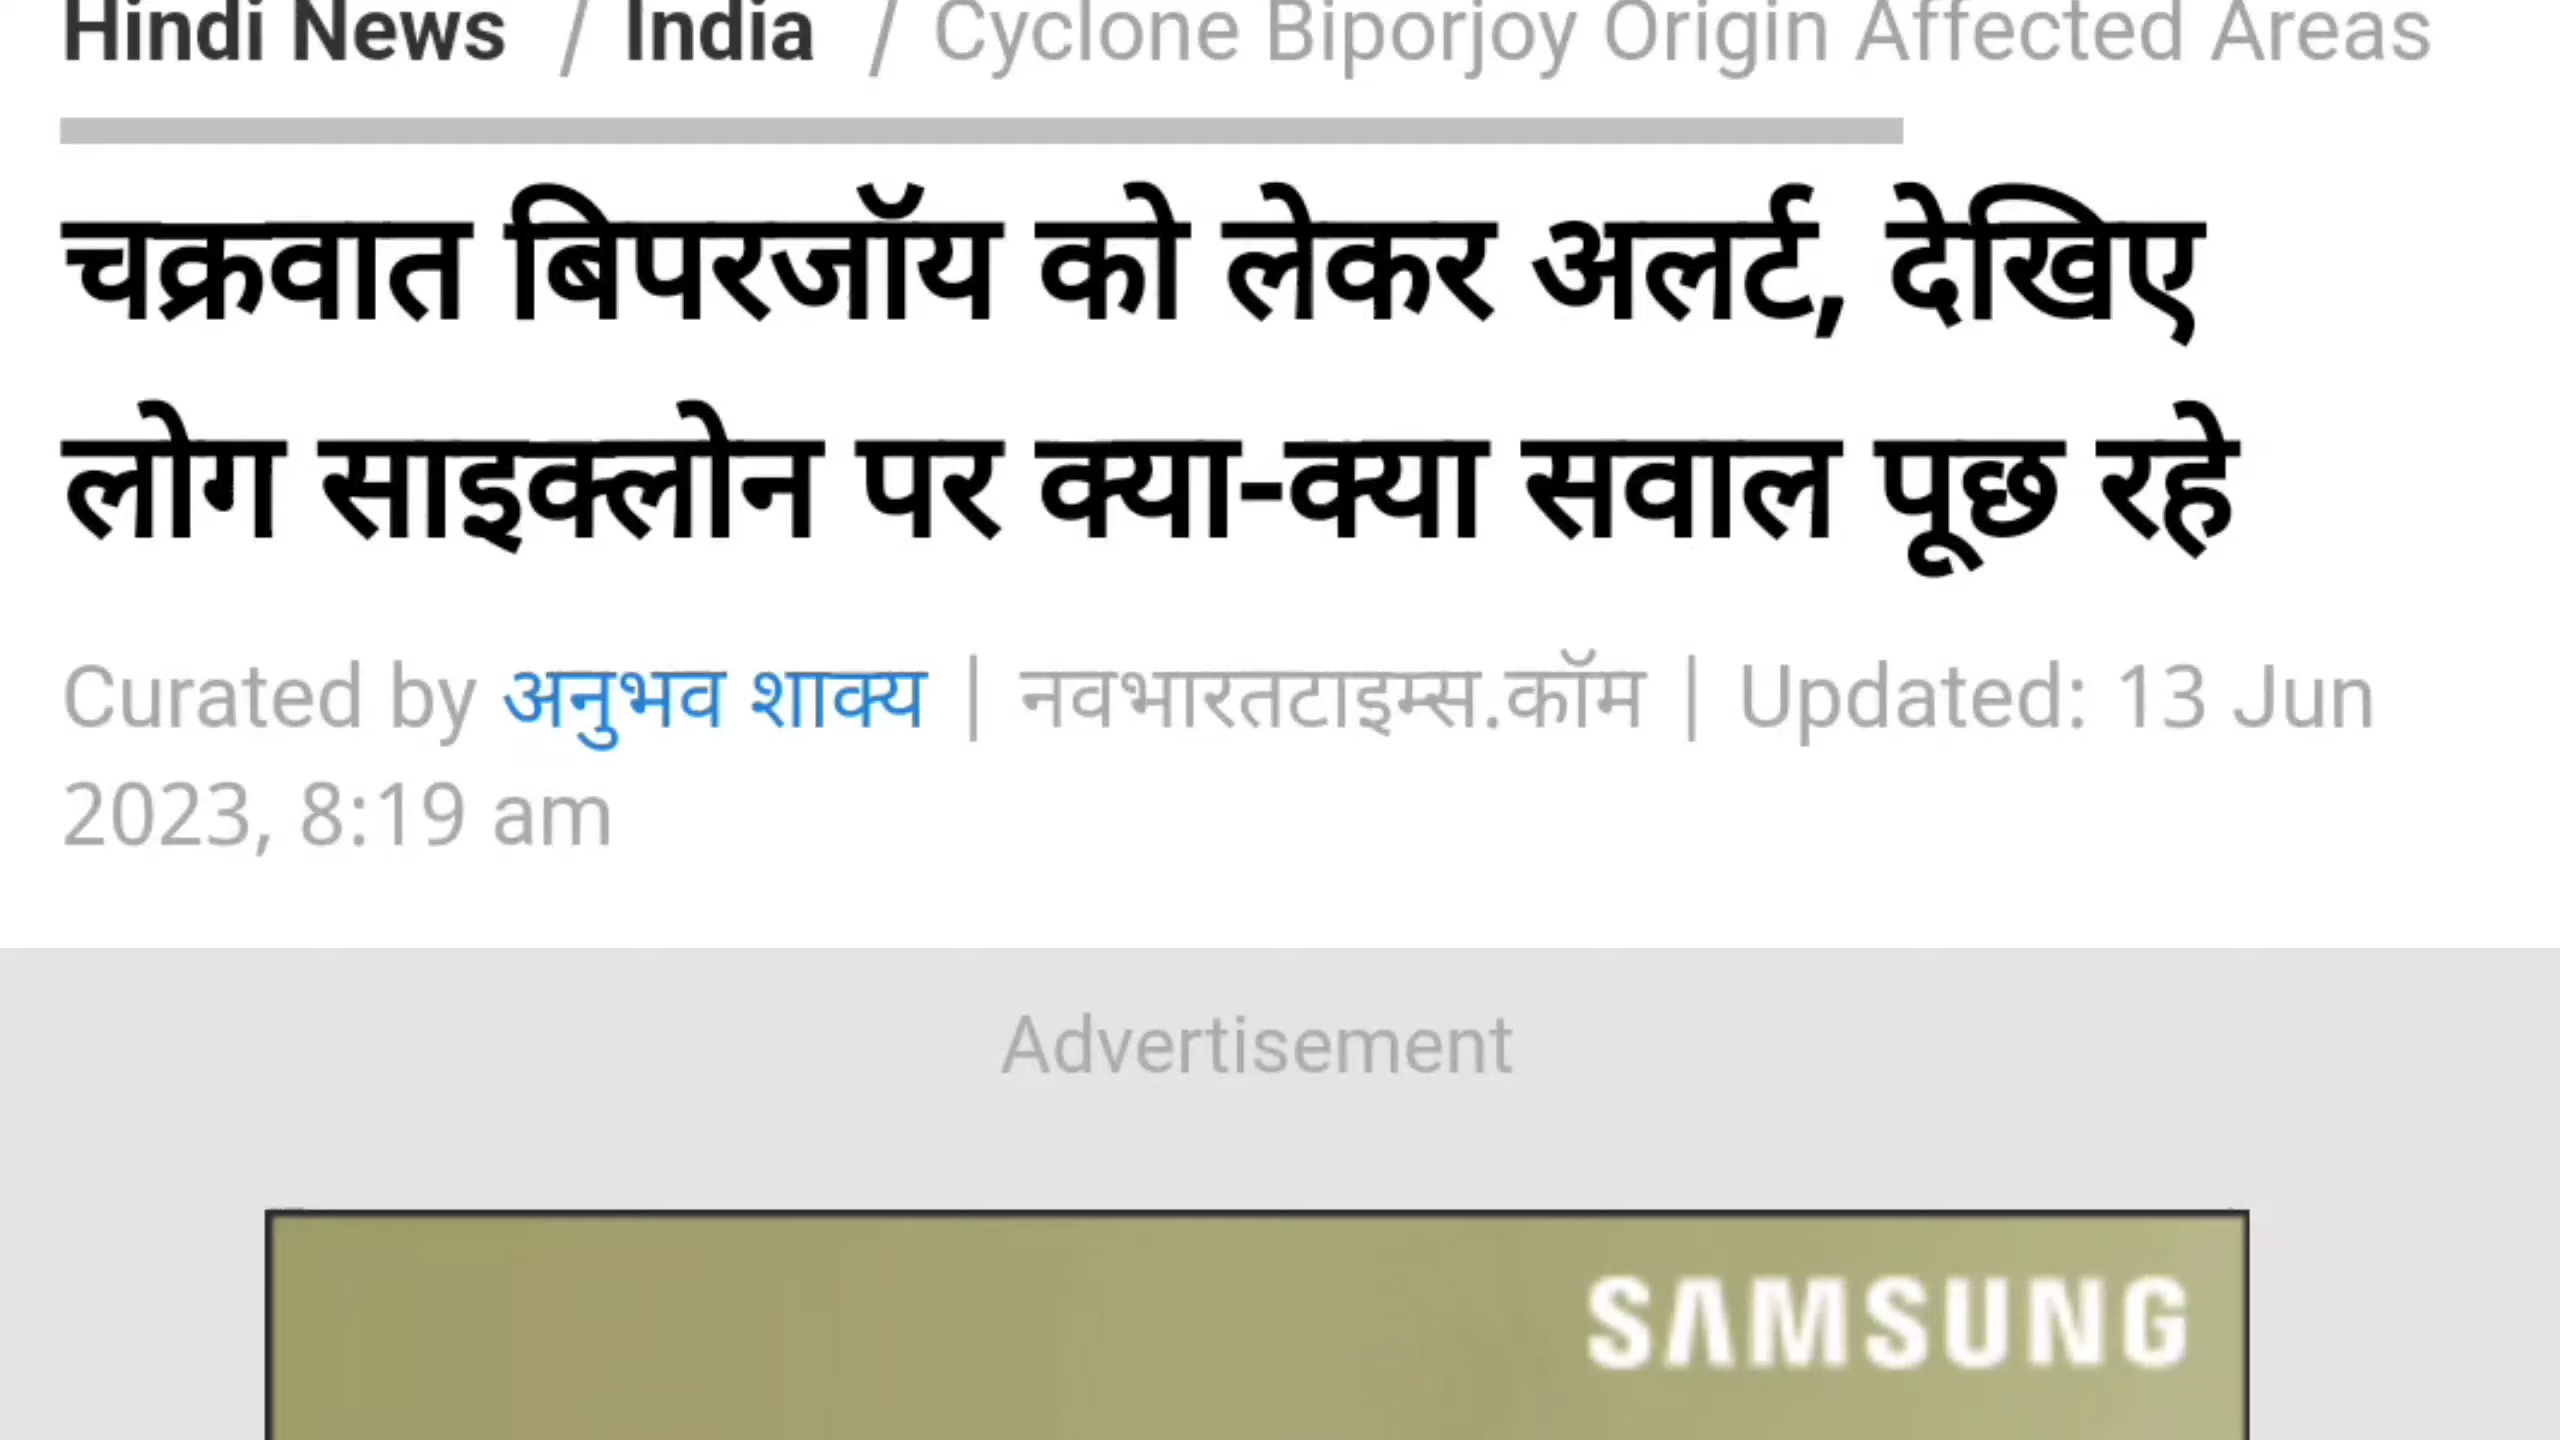 Hindi News / India / Cyclone Biporjoy Origin Affected Areas
चक्रवात बिपरजॉय को लेकर अलर्ट, देखिए
लोग साइक्लोन पर क्या-क्या सवाल पूछ रहे
Curated by अनुभव शाक्य | नवभारतटाइम्स.कॉम | Updated: 13 Jun
2023, 8:19 am
Advertisement
SAMSUNG